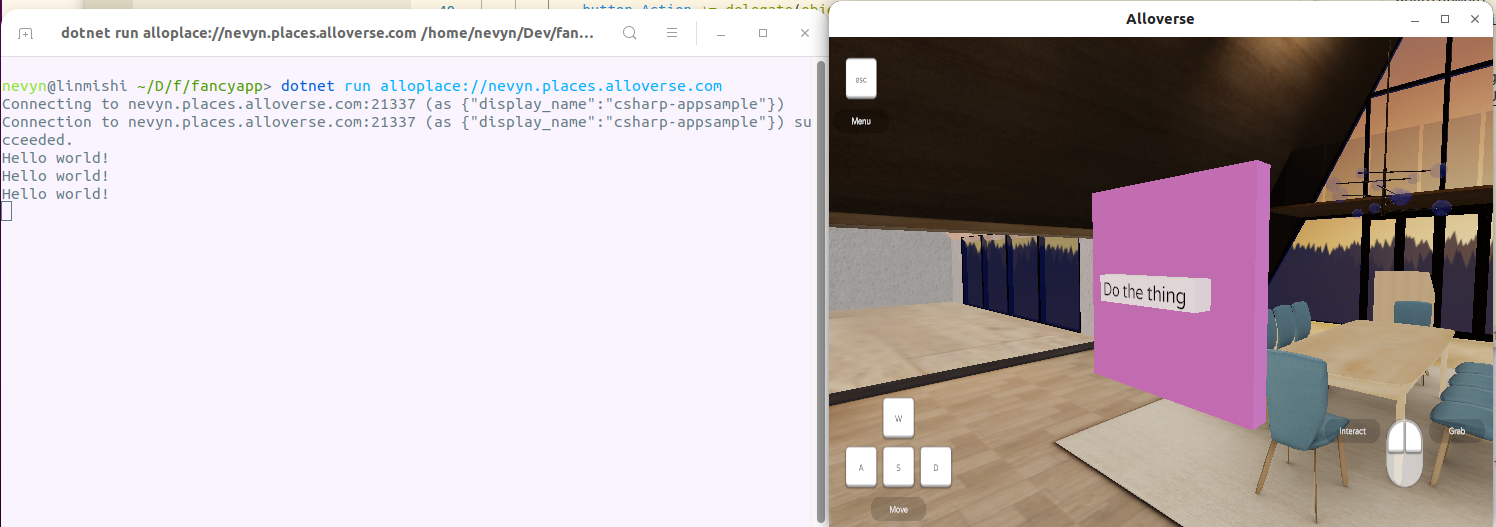 40
button.Action += delegate(obj
dotnet run alloplace://nevyn.places.alloverse.com /home/nevyn/Dev/fan...
nevyn@linmishi ~/D/f/fancyapp> dotnet run alloplace://nevyn.places.alloverse.com
Connecting to nevyn.places.alloverse.com:21337 (as {"display_name":"csharp-appsample"})
Connection to nevyn.places.alloverse.com:21337 (as {"display_name":"csharp-appsample"}) su
cceeded.
Hello world!
Hello world!
Hello world!
Alloverse
esc
Menu
Do the thing
W
A S D
Move
Interact
Grab